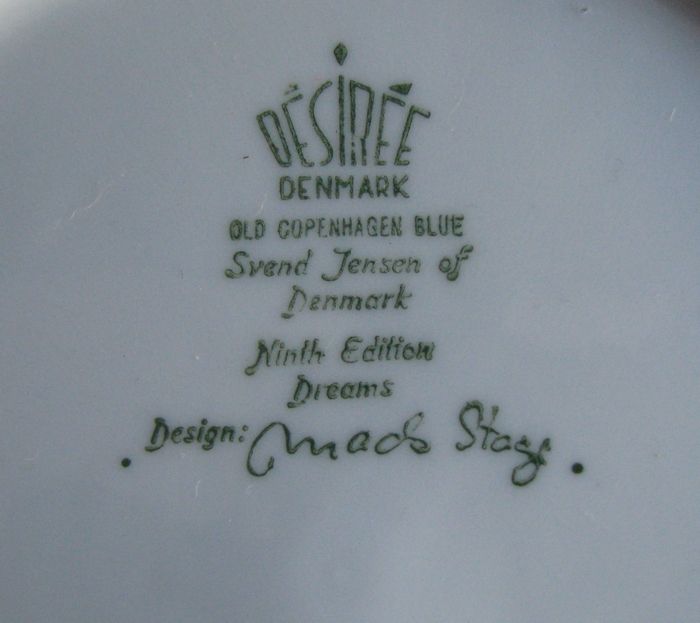 DÉSIRÉE
DENMARK
OLD COPENHAGEN BLUE
Svend Jensen of
Denmark
Ninth Edition
Dreams
Design: Mads Stage